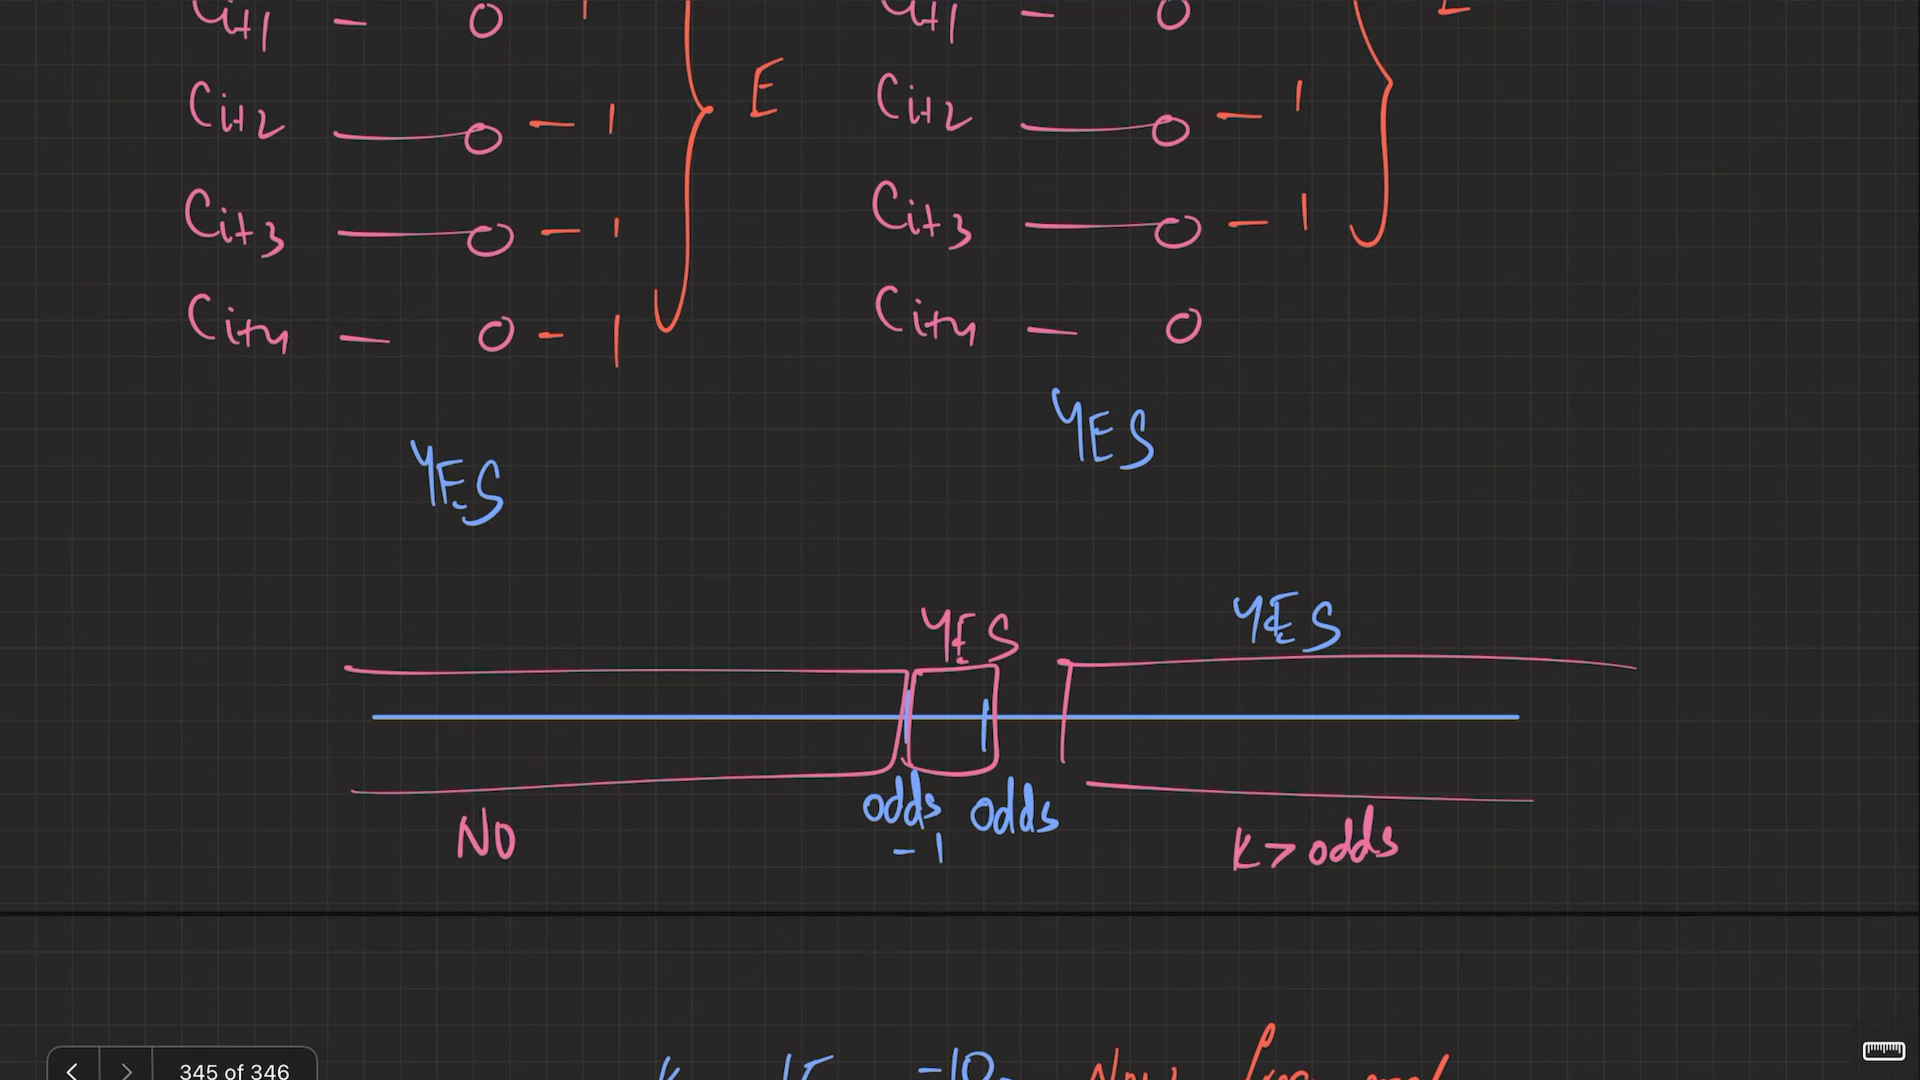 Ci+1 — 0
Ci+2 — 0 - 1
Ci+3 — 0 - 1
Ci+4 — 0 - 1
E
YES
Ci+1 — 0
Ci+2 — 0 - 1
Ci+3 — 0 - 1
Ci+4 — 0
YES
YES
YES
NO
odds
- 1
odds
K > odds
345 of 346